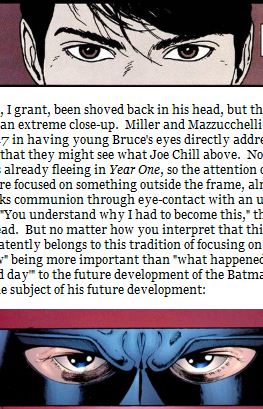 , I grant, been shoved back in his head, but th
an extreme close-up. Miller and Mazzucchelli
47 in having young Bruce's eyes directly addre
that they might see what Joe Chill above. No
s already fleeing in Year One, so the attention o
re focused on something outside the frame, alm
ks communion through eye-contact with an u
"You understand why I had to become this," th
ead. But no matter how you interpret that thi
atently belongs to this tradition of focusing on
w" being more important than "what happened
d day'" to the future development of the Batma
e subject of his future development: